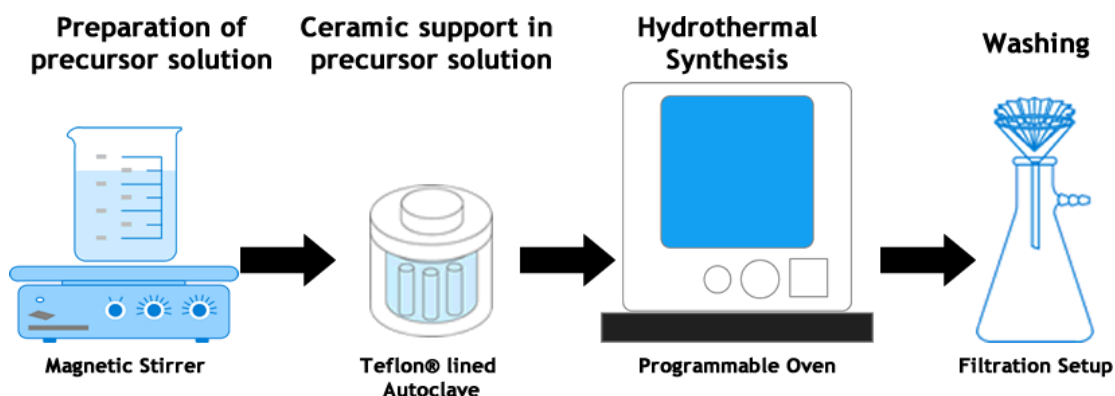 Preparation of
precursor solution
Ceramic support in
precursor solution
Hydrothermal
Synthesis
Washing
Magnetic Stirrer
Teflon® lined
Autoclave
Programmable Oven
Filtration Setup